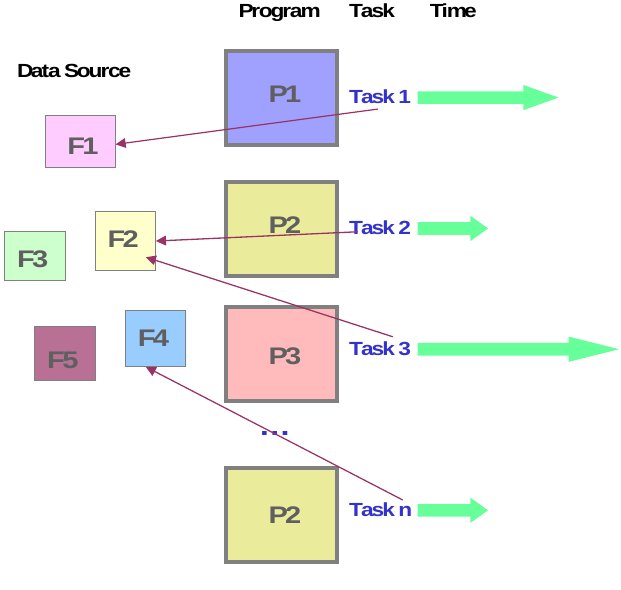 Program Task Time
Data Source
P1 Task 1
F1
P2 Task 2
F2
F3
F4
P3 Task 3
F5
...
P2 Task n